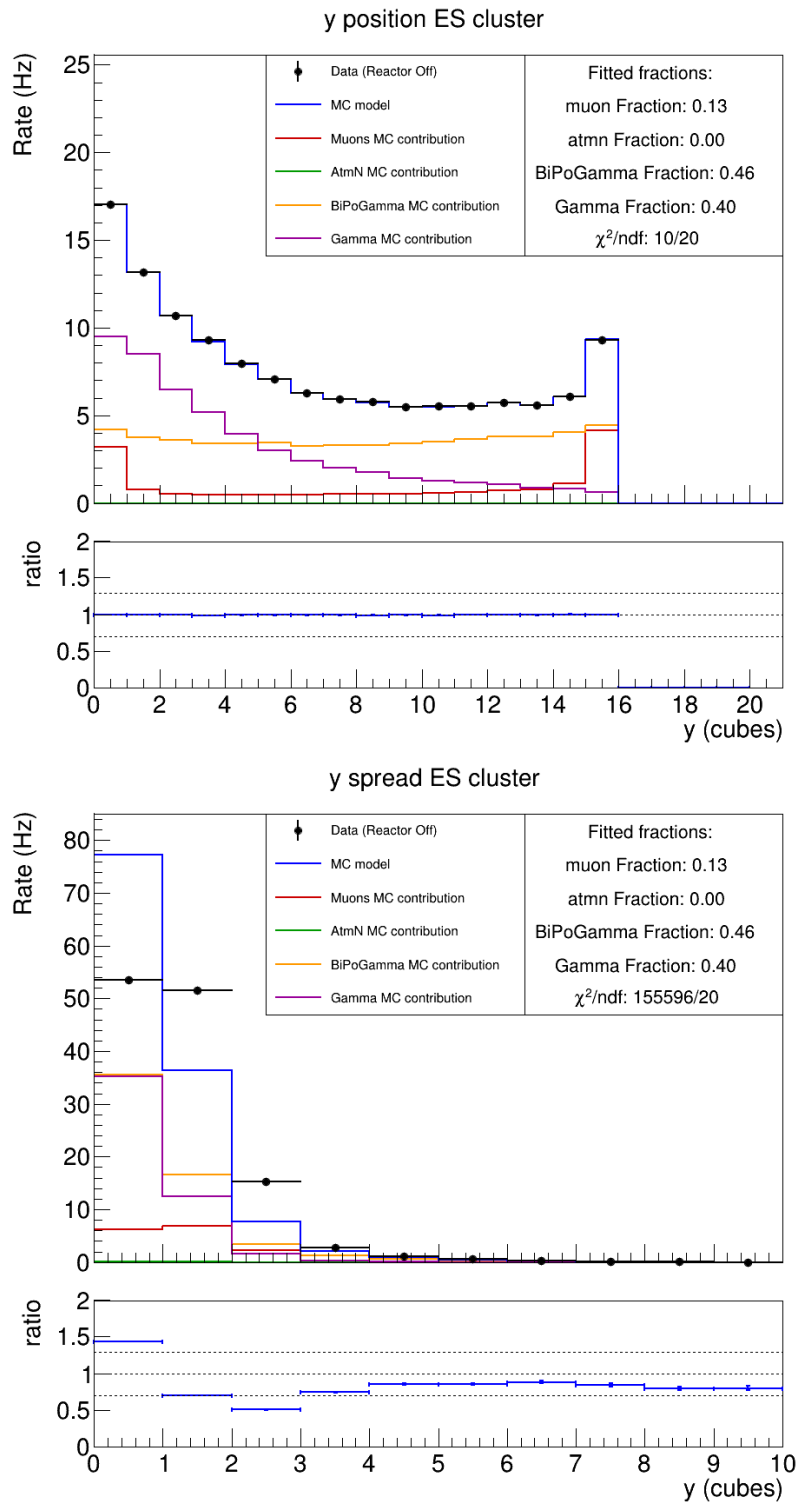 y position ES cluster
Rate (Hz)
25
20
15
10
5
0
Data (Reactor Off)
MC model
Muons MC contribution
AtmN MC contribution
BiPoGamma MC contribution
Gamma MC contribution
Fitted fractions:
muon Fraction: 0.13
atmn Fraction: 0.00
BiPoGamma Fraction: 0.46
Gamma Fraction: 0.40
χ²/ndf: 10/20
ratio
2
1.5
1
0.5
0
0 2 4 6 8 10 12 14 16 18 20
y (cubes)
y spread ES cluster
Rate (Hz)
80
70
60
50
40
30
20
10
0
Data (Reactor Off)
MC model
Muons MC contribution
AtmN MC contribution
BiPoGamma MC contribution
Gamma MC contribution
Fitted fractions:
muon Fraction: 0.13
atmn Fraction: 0.00
BiPoGamma Fraction: 0.46
Gamma Fraction: 0.40
χ²/ndf: 155596/20
ratio
2
1.5
1
0.5
0
0 1 2 3 4 5 6 7 8 9 10
y (cubes)